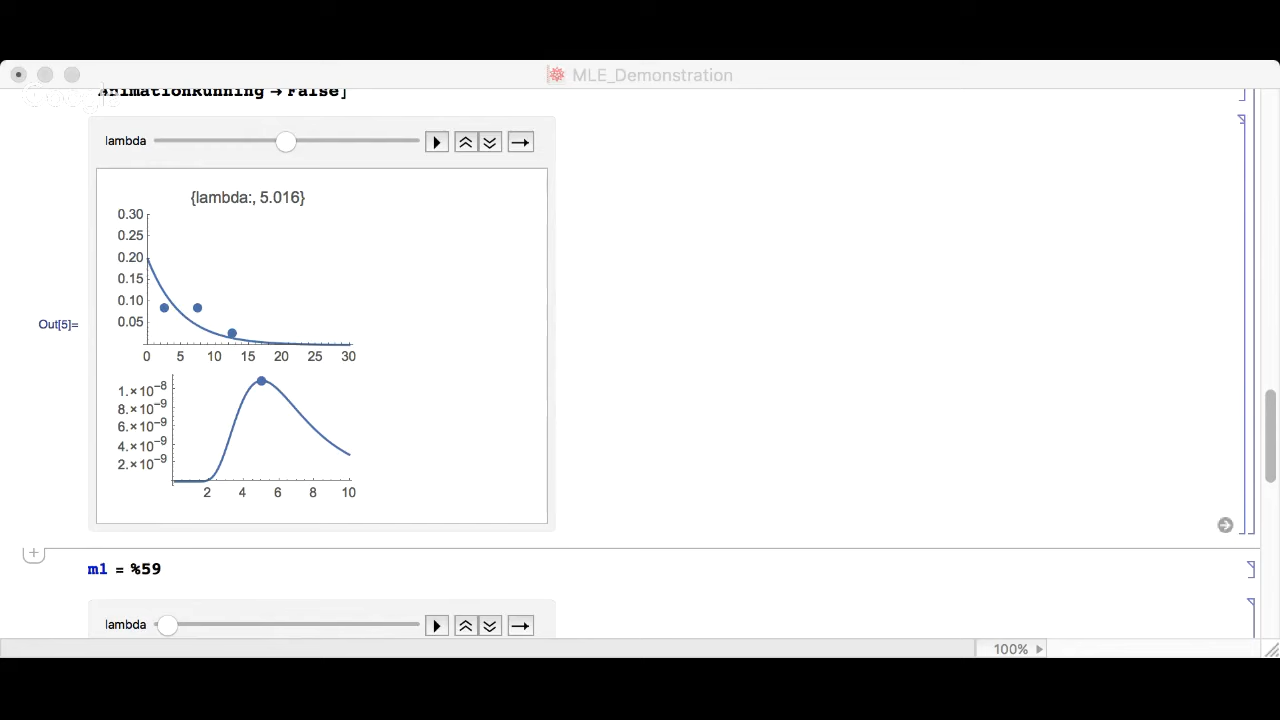 MLE_Demonstration
AnimationRunning → False]
Google
lambda
{lambda:, 5.016}
0.30
0.25
0.20
0.15
0.10
0.05
0 5 10 15 20 25 30
Out[5]=
1.×10⁻⁸
8.×10⁻⁹
6.×10⁻⁹
4.×10⁻⁹
2.×10⁻⁹
2 4 6 8 10
m1 = %59
lambda
100%